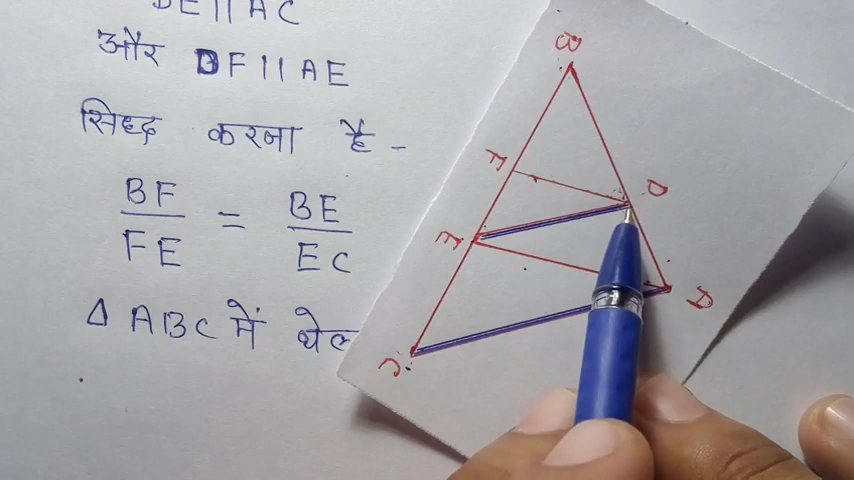 DE || AC
और DF || AE
सिध्द करना है -
BF/FE = BE/EC
Δ ABC में थेल
B
F
D
E
A
C